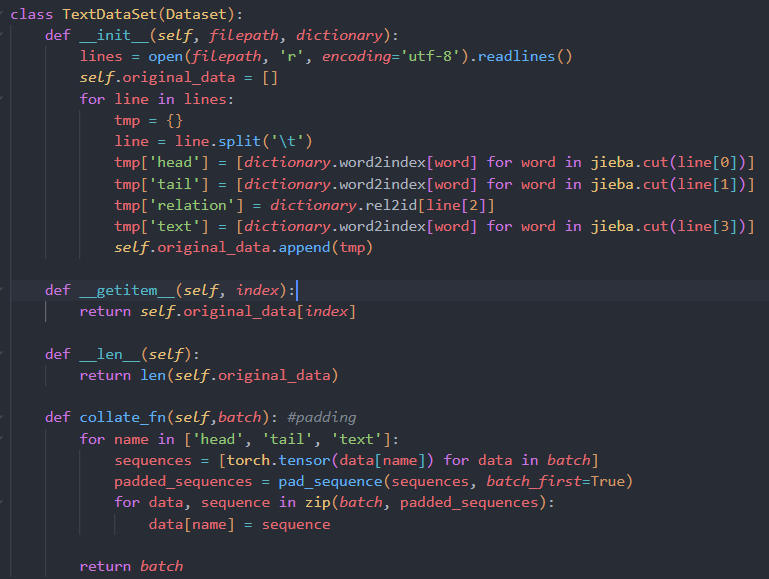 class TextDataSet(Dataset):
    def __init__(self, filepath, dictionary):
        lines = open(filepath, 'r', encoding='utf-8').readlines()
        self.original_data = []
        for line in lines:
            tmp = {}
            line = line.split('\t')
            tmp['head'] = [dictionary.word2index[word] for word in jieba.cut(line[0])]
            tmp['tail'] = [dictionary.word2index[word] for word in jieba.cut(line[1])]
            tmp['relation'] = dictionary.rel2id[line[2]]
            tmp['text'] = [dictionary.word2index[word] for word in jieba.cut(line[3])]
            self.original_data.append(tmp)

    def __getitem__(self, index):
        return self.original_data[index]

    def __len__(self):
        return len(self.original_data)

    def collate_fn(self,batch): #padding
        for name in ['head', 'tail', 'text']:
            sequences = [torch.tensor(data[name]) for data in batch]
            padded_sequences = pad_sequence(sequences, batch_first=True)
            for data, sequence in zip(batch, padded_sequences):
                data[name] = sequence

        return batch